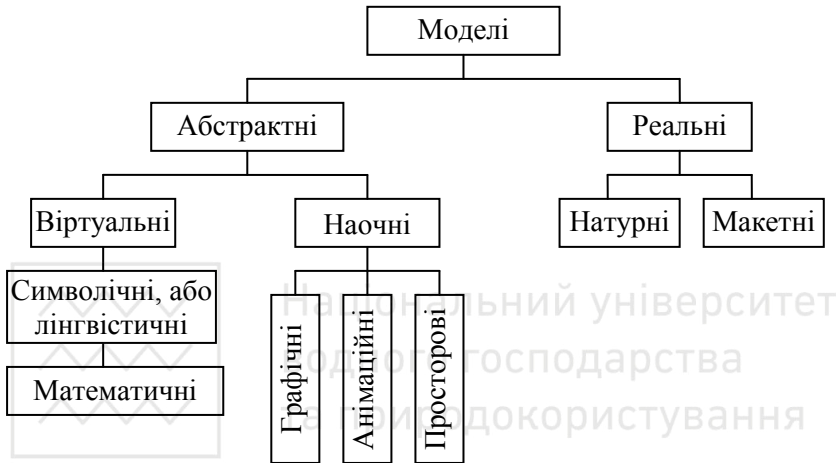 Моделі
Абстрактні
Реальні
Віртуальні
Наочні
Натурні
Макетні
Символічні, або
лінгвістичні
Математичні
Графічні
Анімаційні
Просторові
Національний університет
водного господарства
та природокористування